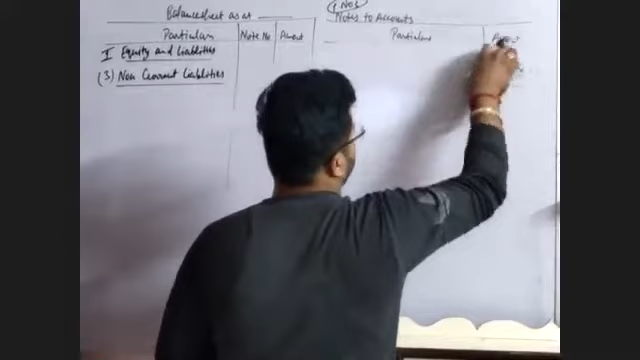 Balance sheet as at
Particulars Note No Amount
I Equity and Liabilities
(3) Non Current Liabilities
Notes to Accounts
Particulars Amount